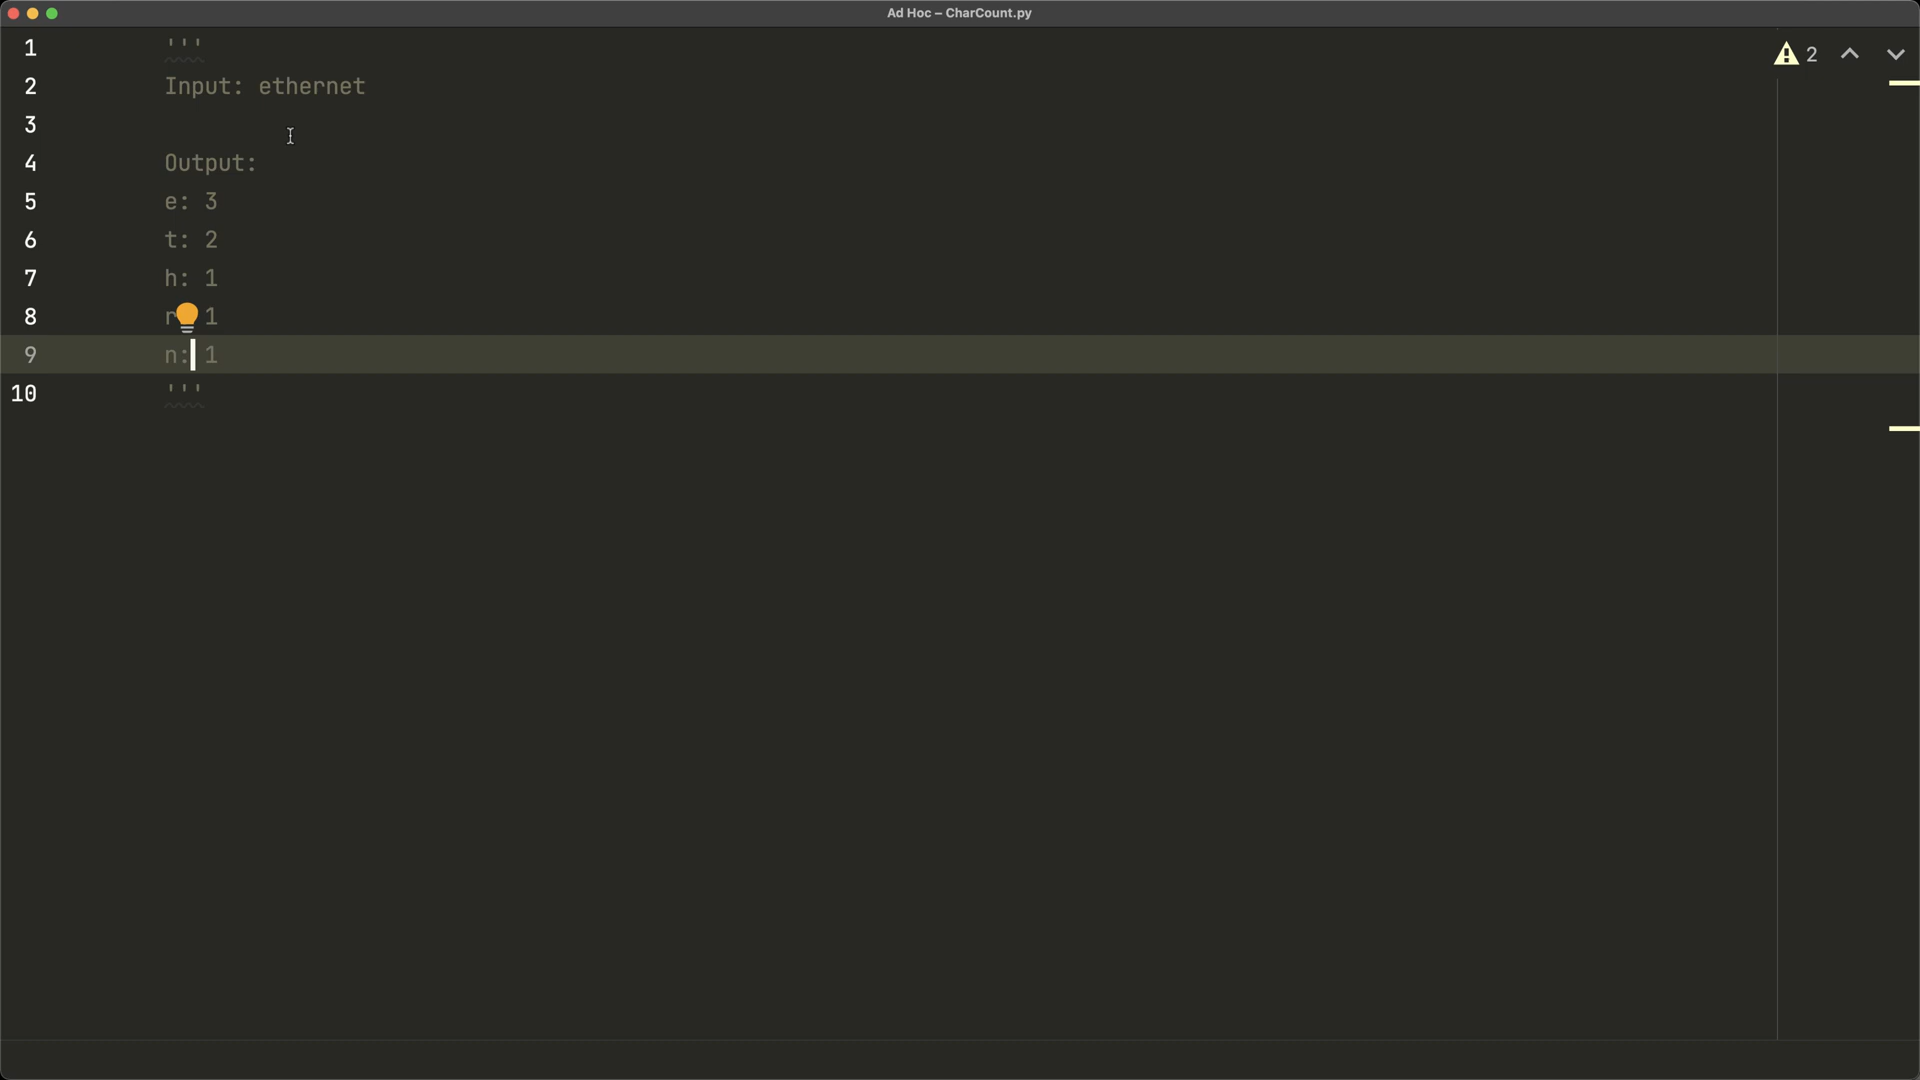 Ad Hoc – CharCount.py
2
1 '''
2 Input: ethernet
3
4 Output:
5 e: 3
6 t: 2
7 h: 1
8 r 1
9 n: 1
10 '''